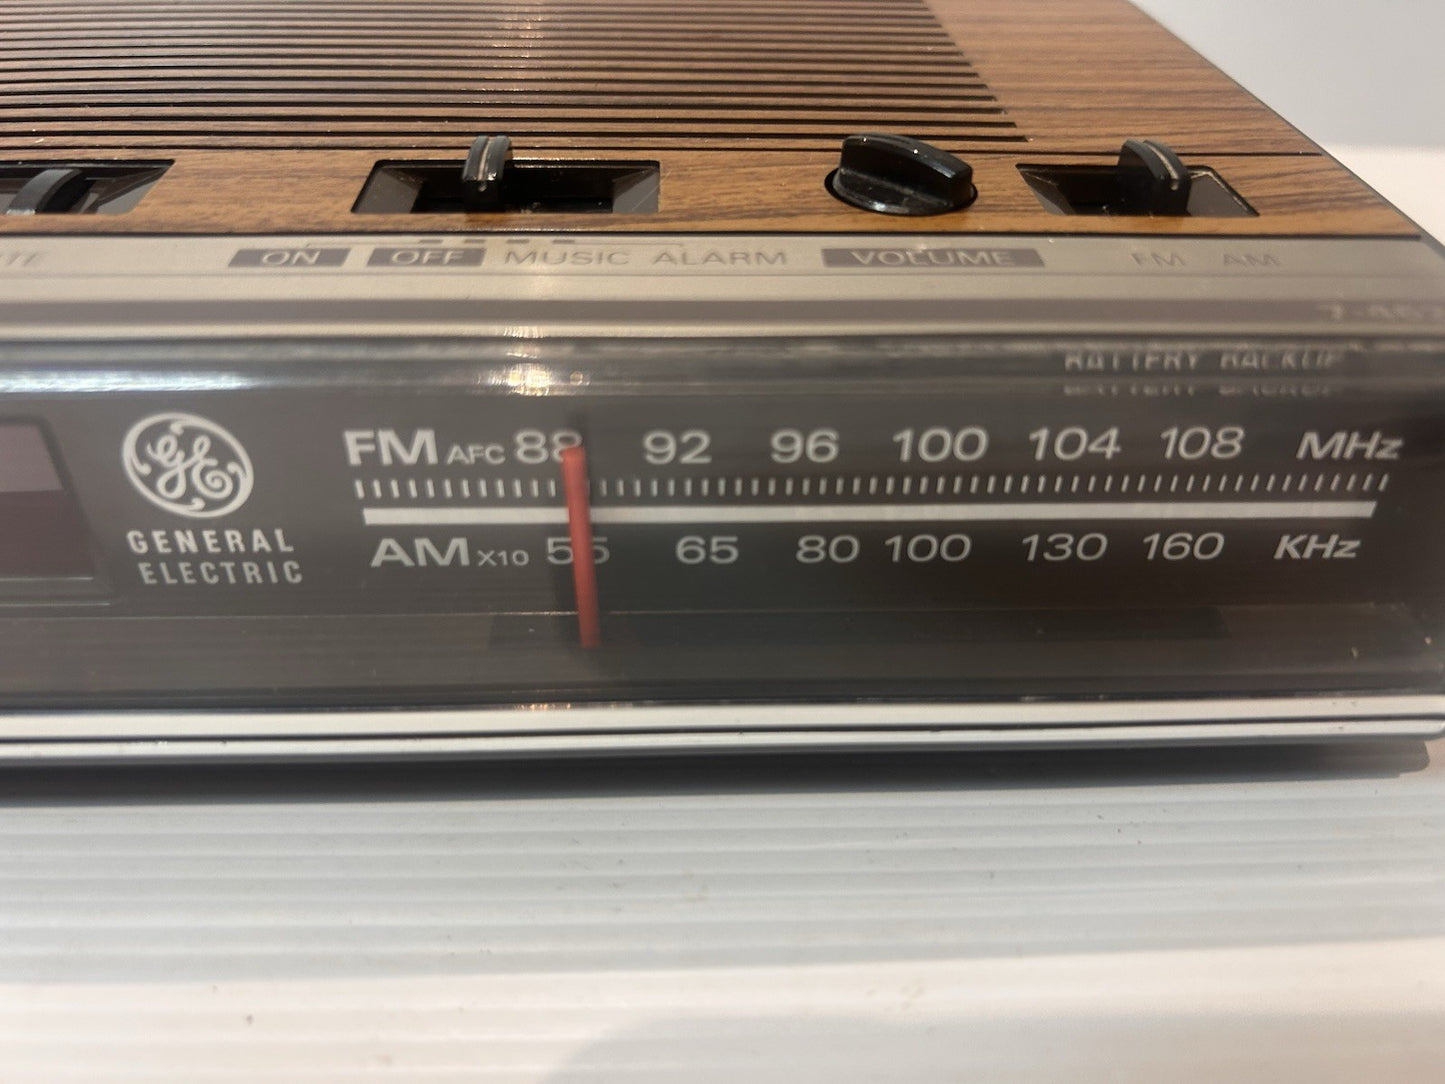 ON OFF MUSIC ALARM VOLUME FM AM
BATTERY BACKUP
FM AFC 88 92 96 100 104 108 MHz
AM X10 55 65 80 100 130 160 KHz
GE
GENERAL
ELECTRIC